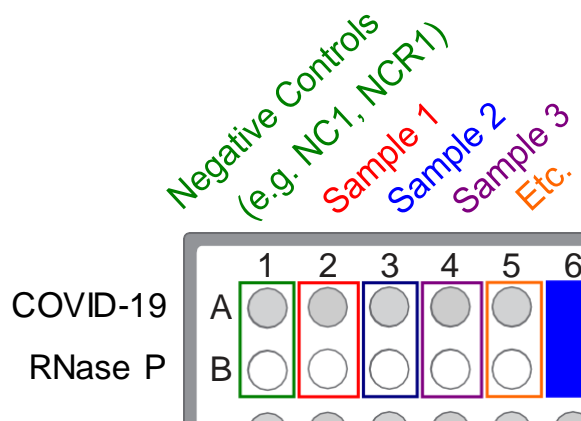 Negative Controls
(e.g. NC1, NCR1)
Sample 1
Sample 2
Sample 3
Etc.
1 2 3 4 5 6
COVID-19 A
RNase P B